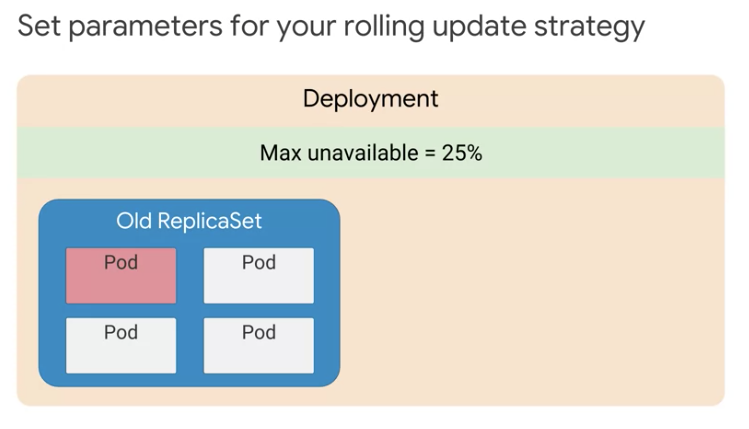 Set parameters for your rolling update strategy
Deployment
Max unavailable = 25%
Old ReplicaSet
Pod Pod
Pod Pod